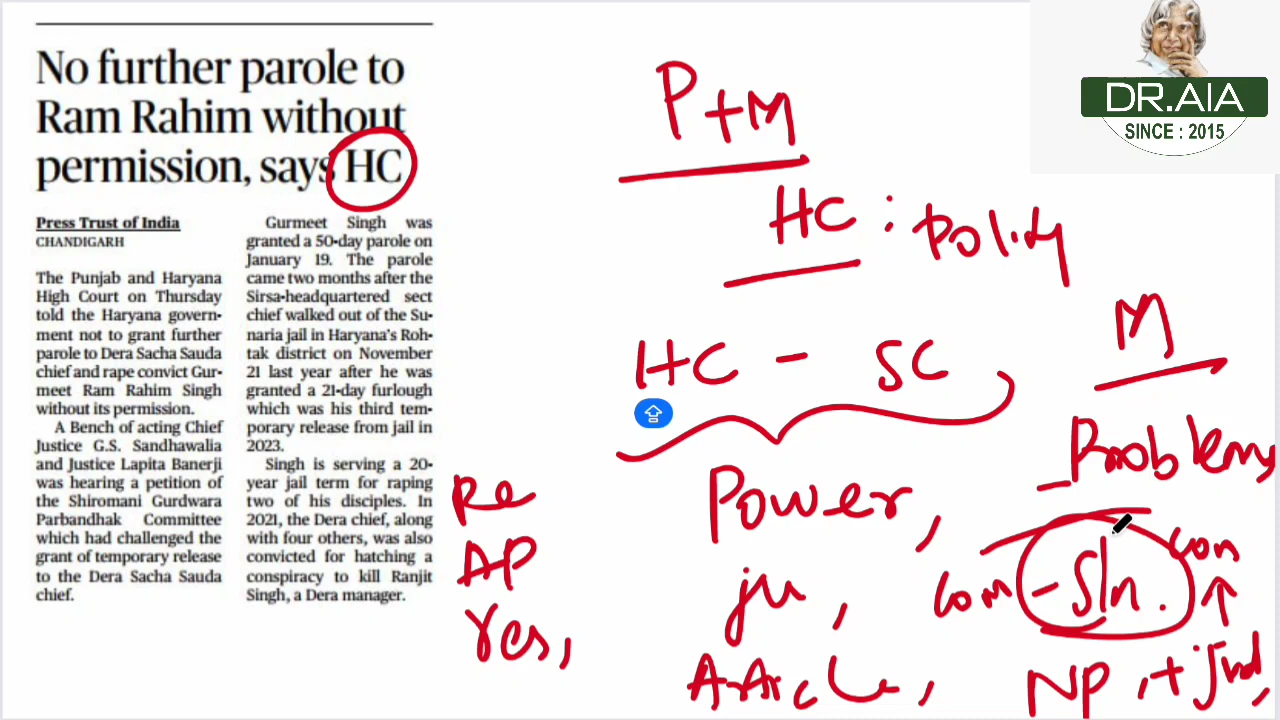 No further parole to
Ram Rahim without
permission, says HC
Press Trust of India
CHANDIGARH
The Punjab and Haryana
High Court on Thursday
told the Haryana govern-
ment not to grant further
parole to Dera Sacha Sauda
chief and rape convict Gur-
meet Ram Rahim Singh
without its permission.
A Bench of acting Chief
Justice G.S. Sandhawalia
and Justice Lapita Banerji
was hearing a petition of
the Shiromani Gurdwara
Parbandhak Committee
which had challenged the
grant of temporary release
to the Dera Sacha Sauda
chief.
Gurmeet Singh was
granted a 50-day parole on
January 19. The parole
came two months after the
Sirsa-headquartered sect
chief walked out of the Su-
naria jail in Haryana's Roh-
tak district on November
21 last year after he was
granted a 21-day furlough
which was his third tem-
porary release from jail in
2023.
Singh is serving a 20-
year jail term for raping
two of his disciples. In
2021, the Dera chief, along
with four others, was also
convicted for hatching a
conspiracy to kill Ranjit
Singh, a Dera manager.
Re
AP
Res,
P+M
HC : Polity
HC - SC
Power,
ju,
M
Problems
com - Sln. con
NP, + Jud,
DR.AIA
SINCE : 2015